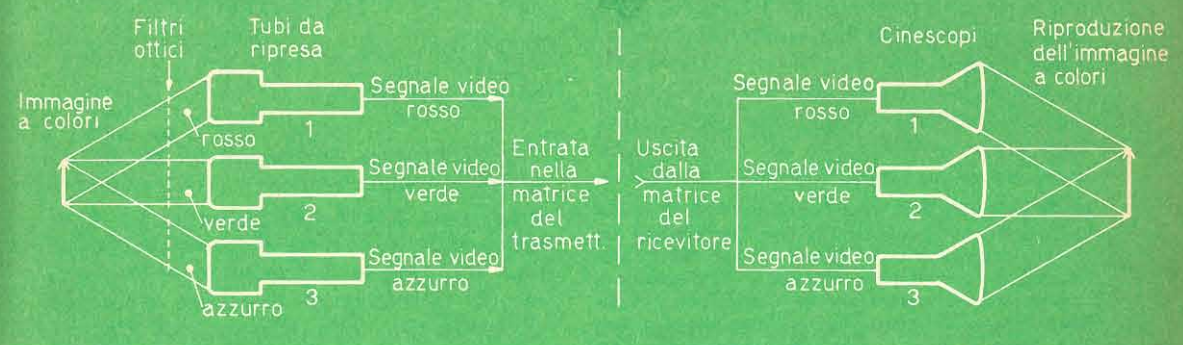 Filtri
ottici
Tubi da
ripresa
Immagine
a colori
rosso
1
Segnale video
rosso
verde
2
Segnale video
verde
azzurro
3
Segnale video
azzurro
Entrata
nella
matrice
del
trasmett.
Uscita
dalla
matrice
del
ricevitore
Cinescopi
Segnale video
rosso
1
Segnale video
verde
2
Segnale video
azzurro
3
Riproduzione
dell'immagine
a colori